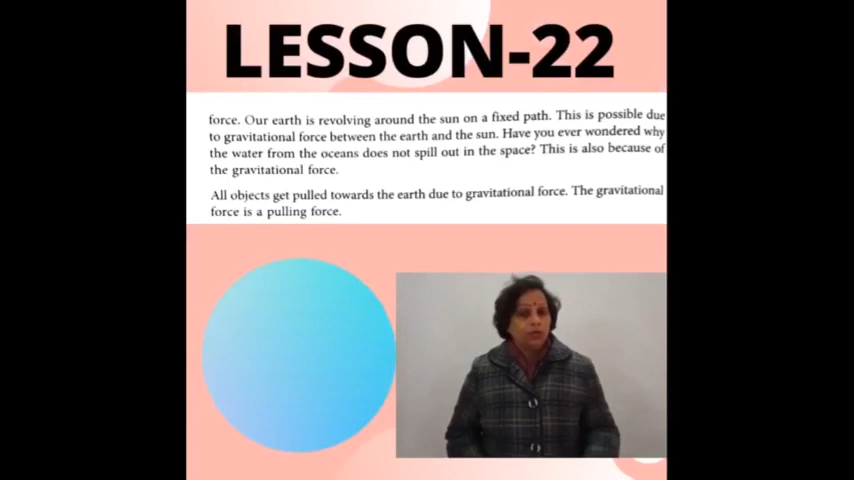 LESSON-22
force. Our earth is revolving around the sun on a fixed path. This is possible due
to gravitational force between the earth and the sun. Have you ever wondered why
the water from the oceans does not spill out in the space? This is also because of
the gravitational force.
All objects get pulled towards the earth due to gravitational force. The gravitational
force is a pulling force.